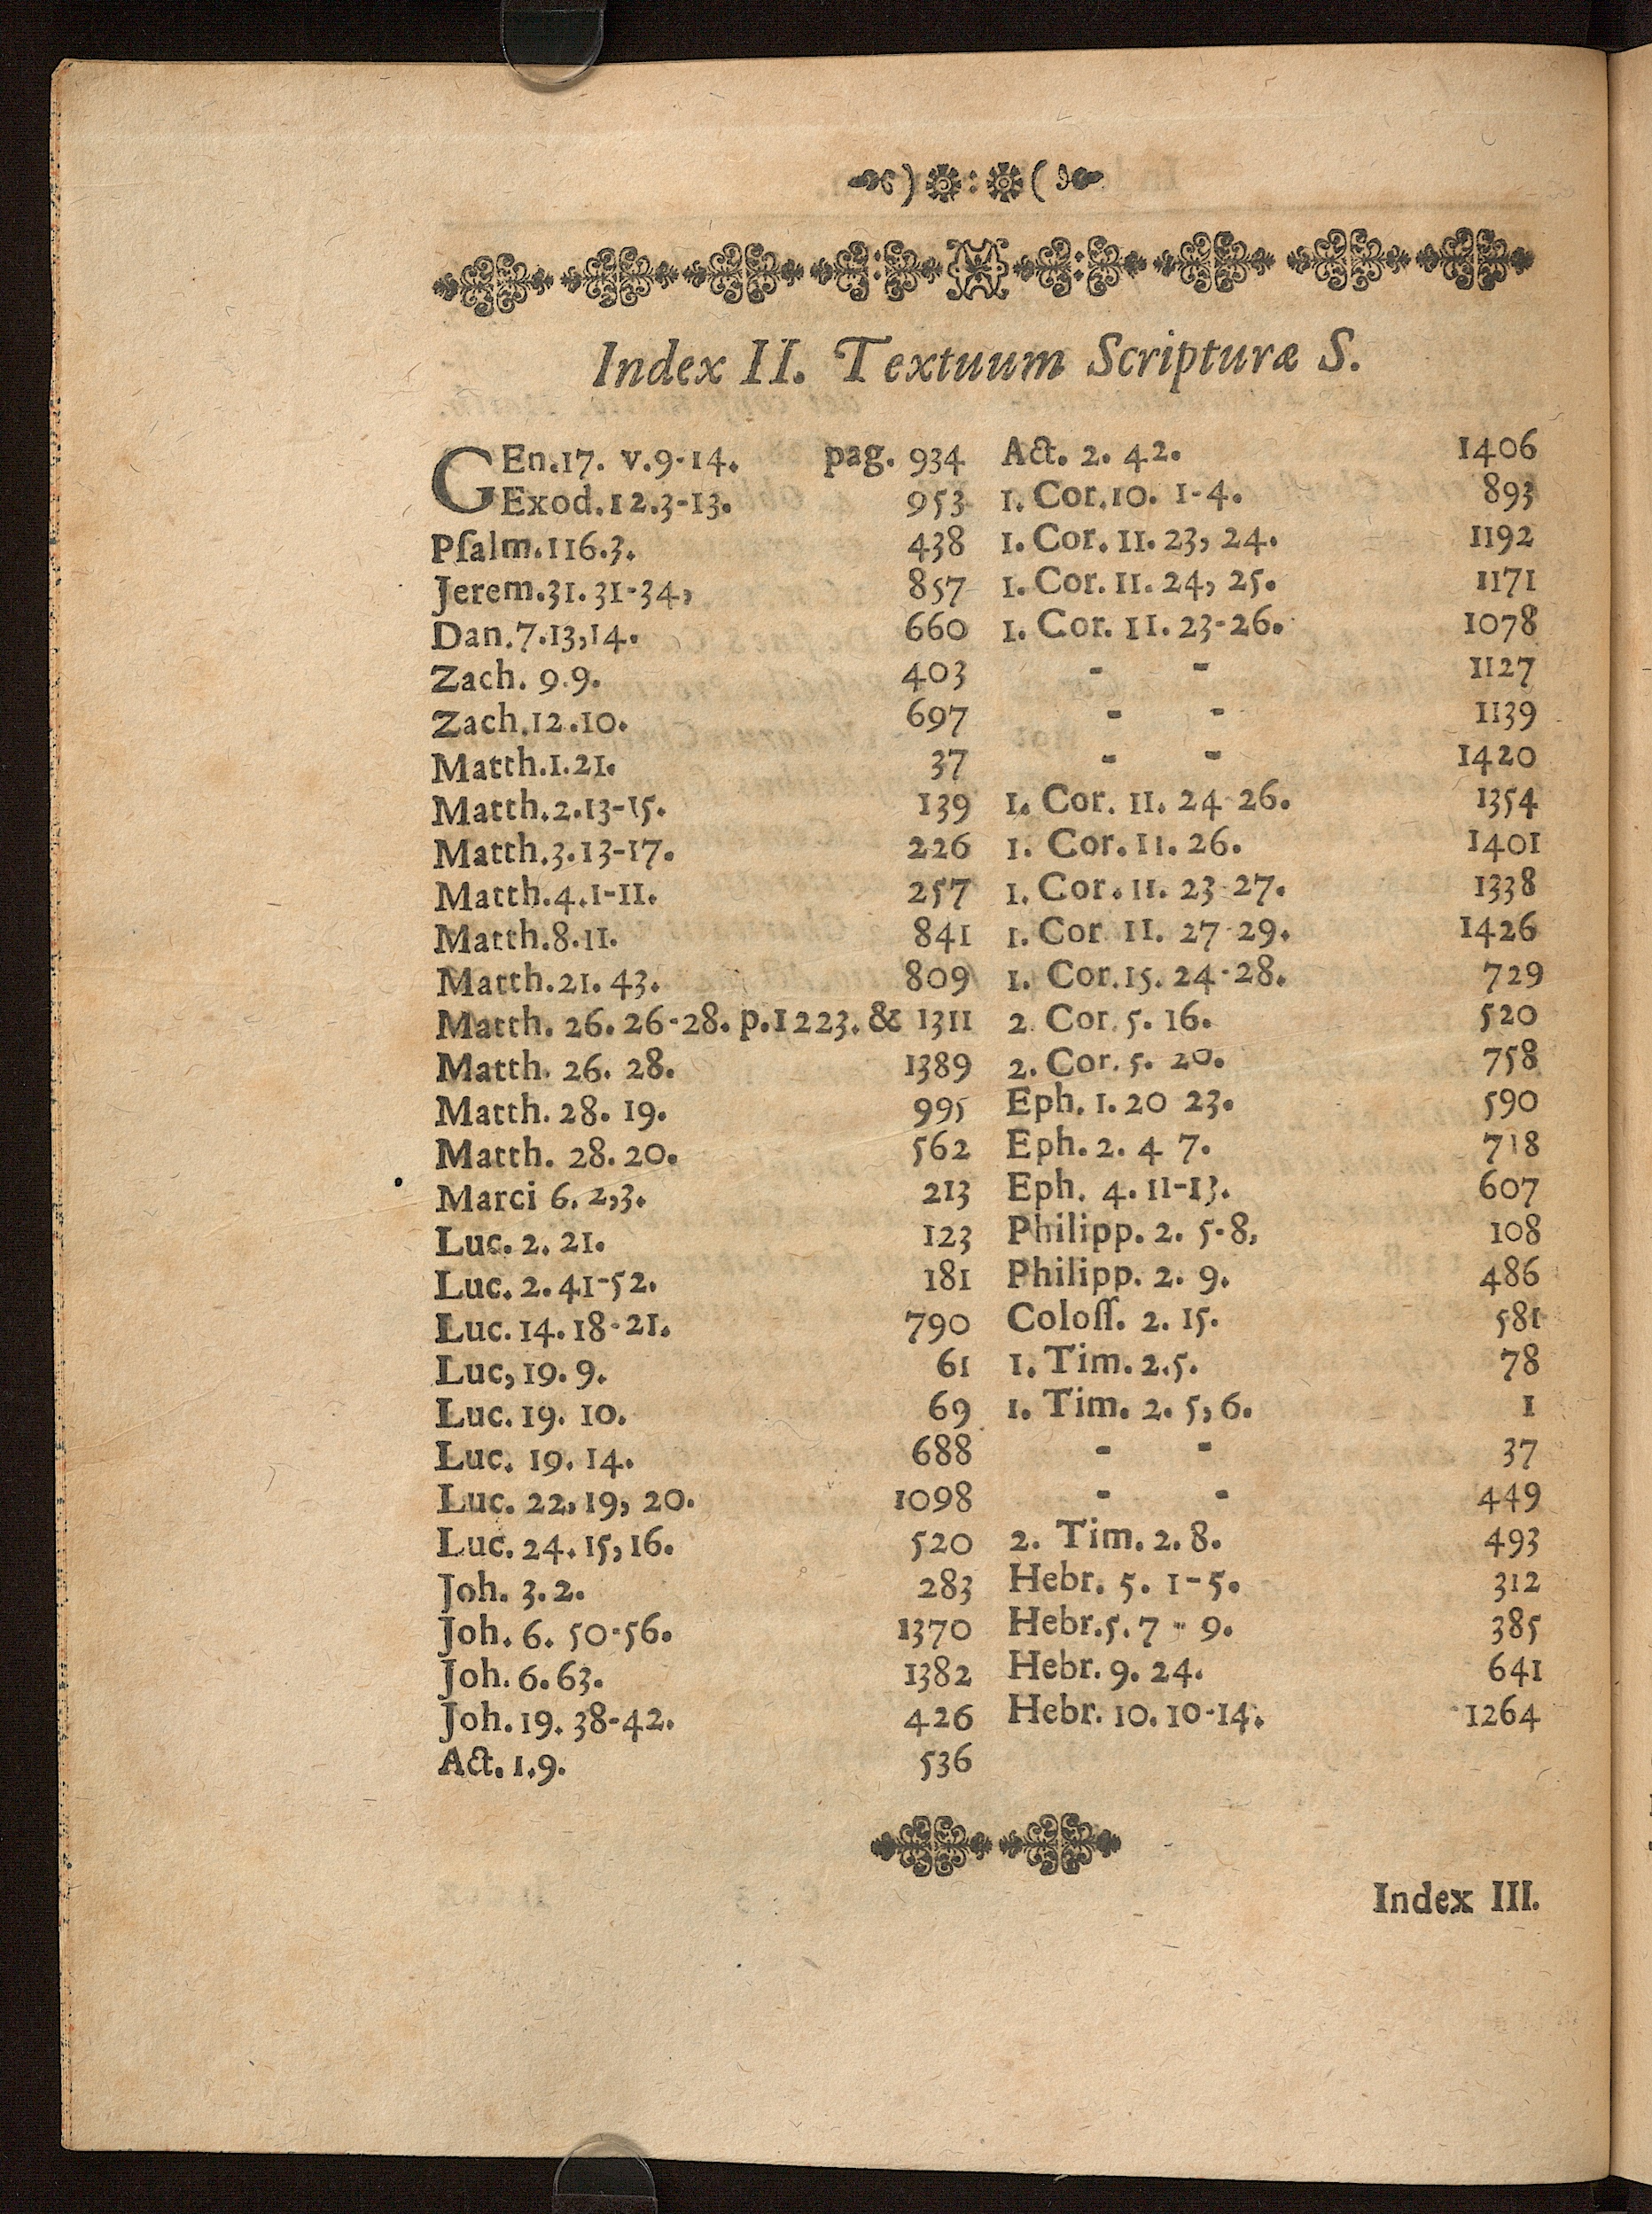 Index II. Textuum Scripturæ S.
GEn.17. v.9-14. pag. 934
Exod.12.3-13. 953
Pſalm.116.3. 438
Jerem.31.31-34, 857
Dan.7.13,14. 660
Zach. 9.9. 403
Zach.12.10. 697
Matth.1.21. 37
Matth.2.13-15. 139
Matth.3.13-17. 226
Matth.4.1-11. 257
Matth.8.11. 841
Matth.21. 43. 809
Matth. 26.26-28. p.1223. & 1311
Matth. 26. 28. 1389
Matth. 28. 19. 995
Matth. 28. 20. 562
Marci 6. 2,3. 213
Luc. 2. 21. 123
Luc. 2. 41-52. 181
Luc. 14. 18-21. 790
Luc, 19. 9. 61
Luc. 19. 10. 69
Luc. 19. 14. 688
Luc. 22, 19, 20. 1098
Luc. 24. 15, 16. 520
Joh. 3. 2. 283
Joh. 6. 50-56. 1370
Joh. 6. 63. 1382
Joh. 19. 38-42. 426
Act. 1.9. 536
Act. 2. 42. 1406
1. Cor.10. 1-4. 893
1. Cor. 11. 23, 24. 1192
1. Cor. 11. 24, 25. 1171
1. Cor. 11. 23-26. 1078
- - 1127
- - 1139
- - 1420
1. Cor. 11. 24 26. 1354
1. Cor. 11. 26. 1401
1. Cor. 11. 23-27. 1338
1. Cor 11. 27 29. 1426
1. Cor.15. 24-28. 729
2. Cor. 5. 16. 520
2. Cor. 5. 20. 758
Eph. 1. 20 23. 590
Eph. 2. 4 7. 718
Eph. 4. 11-13. 607
Philipp. 2. 5-8, 108
Philipp. 2. 9. 486
Coloſſ. 2. 15. 581
1. Tim. 2.5. 78
1. Tim. 2. 5, 6. 1
- - 37
- - 449
2. Tim. 2. 8. 493
Hebr. 5. 1-5. 312
Hebr.5. 7 - 9. 385
Hebr. 9. 24. 641
Hebr. 10. 10-14. 1264
Index III.